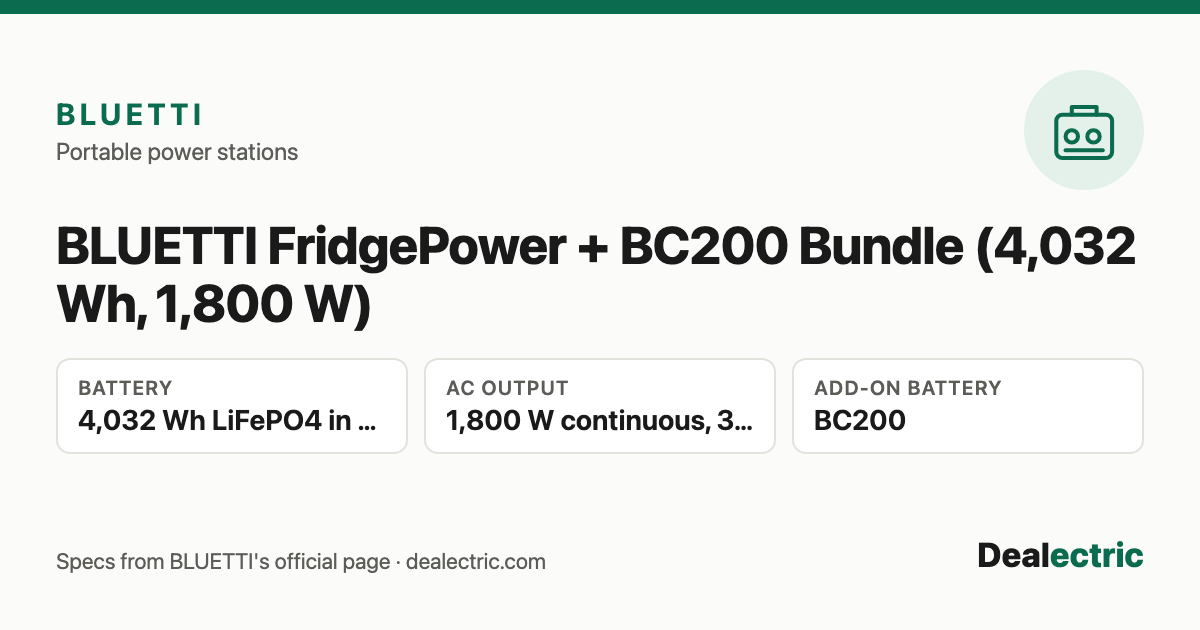 BLUETTI
Portable power stations
BLUETTI FridgePower + BC200 Bundle (4,032
Wh, 1,800 W)
BATTERY
4,032 Wh LiFePO4 in ...
AC OUTPUT
1,800 W continuous, 3...
ADD-ON BATTERY
BC200
Specs from BLUETTI's official page · dealectric.com
Dealectric